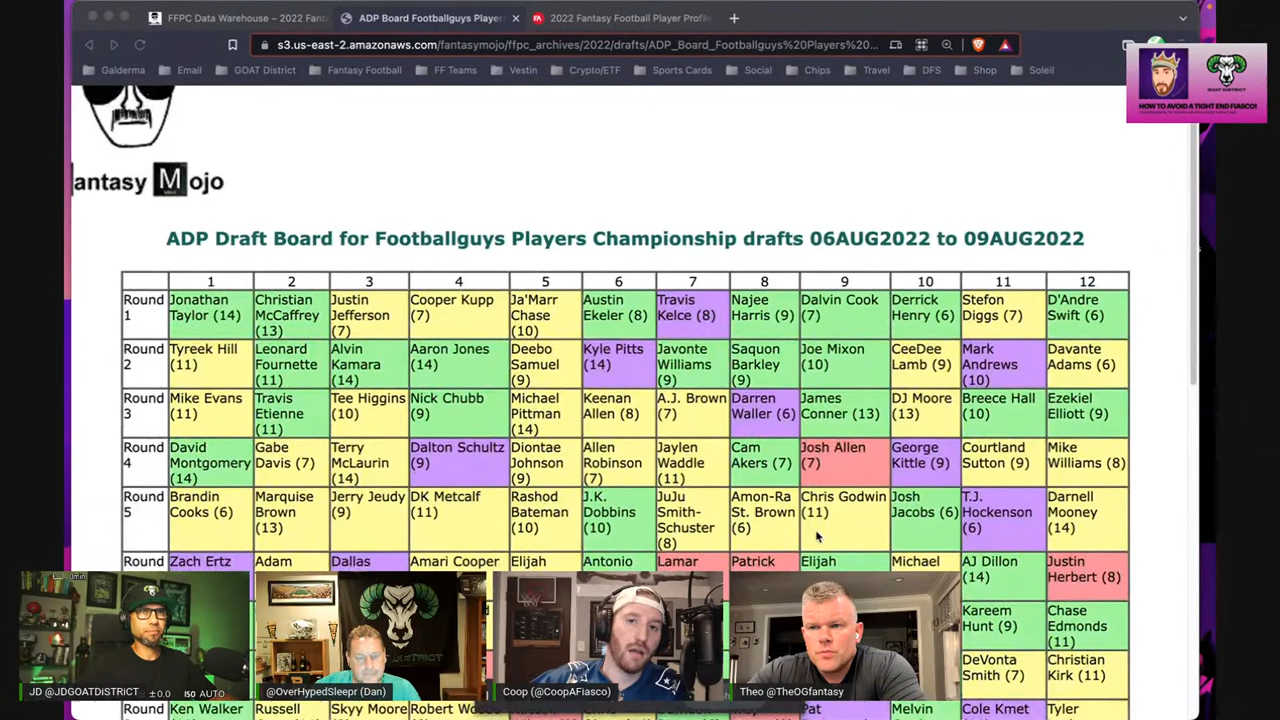 FFPC Data Warehouse – 2022 Fant
ADP Board Footballguys Player
2022 Fantasy Football Player Profil
s3.us-east-2.amazonaws.com/fantasymojo/ffpc_archives/2022/drafts/ADP_Board_Footballguys%20Players%20...
Galderma
Email
GOAT District
Fantasy Football
FF Teams
Vestin
Crypto/ETF
Sports Cards
Social
Chips
Travel
DFS
Shop
Soleil
GOAT DISTRICT
HOW TO AVOID A TIGHT END FIASCO!
antasy M ojo
ADP Draft Board for Footballguys Players Championship drafts 06AUG2022 to 09AUG2022
1 2 3 4 5 6 7 8 9 10 11 12
Round 1
Jonathan Taylor (14)
Christian McCaffrey (13)
Justin Jefferson (7)
Cooper Kupp (7)
Ja'Marr Chase (10)
Austin Ekeler (8)
Travis Kelce (8)
Najee Harris (9)
Dalvin Cook (7)
Derrick Henry (6)
Stefon Diggs (7)
D'Andre Swift (6)
Round 2
Tyreek Hill (11)
Leonard Fournette (11)
Alvin Kamara (14)
Aaron Jones (14)
Deebo Samuel (9)
Kyle Pitts (14)
Javonte Williams (9)
Saquon Barkley (9)
Joe Mixon (10)
CeeDee Lamb (9)
Mark Andrews (10)
Davante Adams (6)
Round 3
Mike Evans (11)
Travis Etienne (11)
Tee Higgins (10)
Nick Chubb (9)
Michael Pittman (14)
Keenan Allen (8)
A.J. Brown (7)
Darren Waller (6)
James Conner (13)
DJ Moore (13)
Breece Hall (10)
Ezekiel Elliott (9)
Round 4
David Montgomery (14)
Gabe Davis (7)
Terry McLaurin (14)
Dalton Schultz (9)
Diontae Johnson (9)
Allen Robinson (7)
Jaylen Waddle (11)
Cam Akers (7)
Josh Allen (7)
George Kittle (9)
Courtland Sutton (9)
Mike Williams (8)
Round 5
Brandin Cooks (6)
Marquise Brown (13)
Jerry Jeudy (9)
DK Metcalf (11)
Rashod Bateman (10)
J.K. Dobbins (10)
JuJu Smith-Schuster (8)
Amon-Ra St. Brown (6)
Chris Godwin (11)
Josh Jacobs (6)
T.J. Hockenson (6)
Darnell Mooney (14)
Round
Zach Ertz
Adam
Dallas
Amari Cooper
Elijah
Antonio
Lamar
Patrick
Elijah
Michael
AJ Dillon (14)
Justin Herbert (8)
Kareem Hunt (9)
Chase Edmonds (11)
DeVonta Smith (7)
Christian Kirk (11)
Ken Walker
Russell
Skyy Moore
Pat
Melvin
Cole Kmet
Tyler
0min
JD @JDGOATDISTRICT
±0.0 ISO AUTO
@OverHypedSleepr (Dan)
Coop (@CoopAFiasco)
Theo @TheOGfantasy